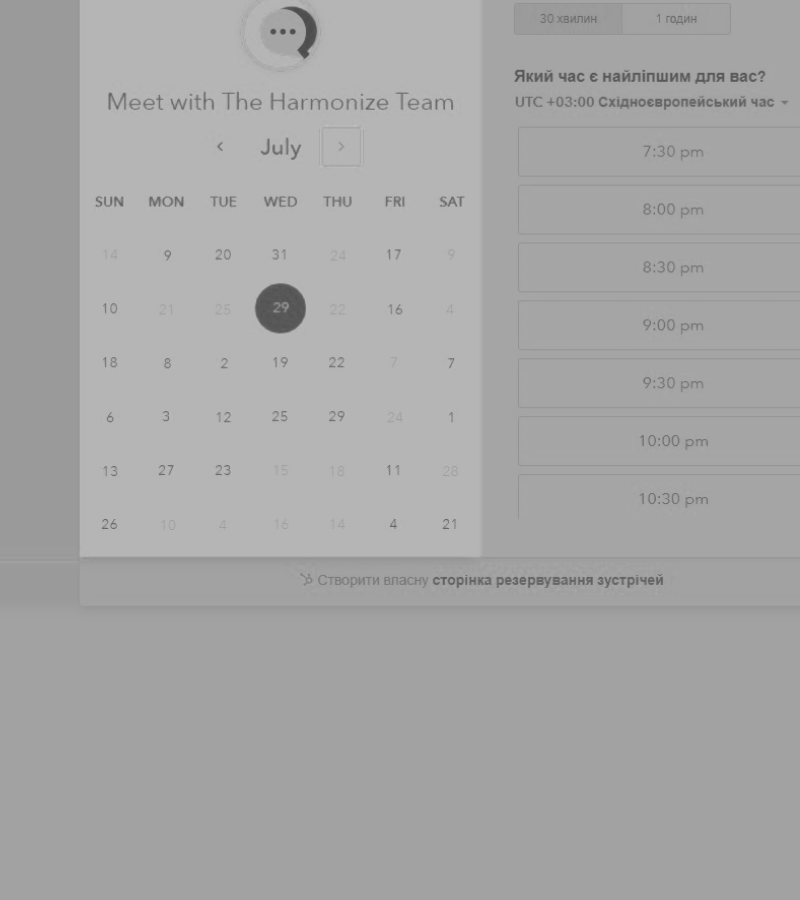 30 хвилин 1 годин
Meet with The Harmonize Team
July
SUN MON TUE WED THU FRI SAT
14 9 20 31 24 17 9
10 21 25 29 22 16 4
18 8 2 19 22 7 7
6 3 12 25 29 24 1
13 27 23 15 18 11 28
26 10 4 16 14 4 21
Який час є найліпшим для вас?
UTC +03:00 Східноєвропейський час
7:30 pm
8:00 pm
8:30 pm
9:00 pm
9:30 pm
10:00 pm
10:30 pm
Створити власну сторінка резервування зустрічей